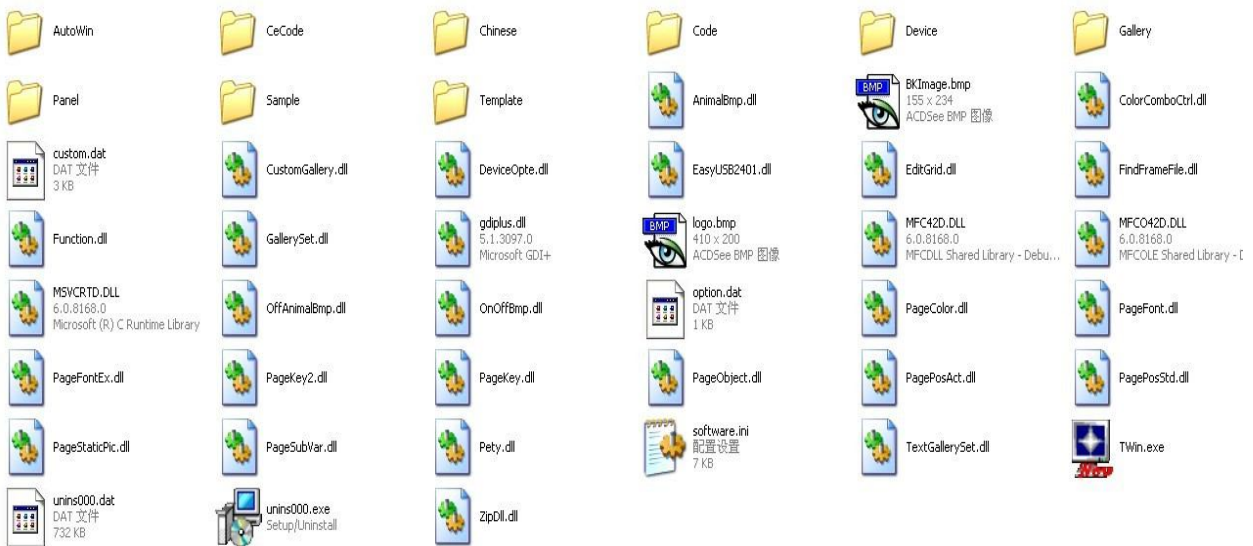 AutoWin
CeCode
Chinese
Code
Device
Gallery
Panel
Sample
Template
AnimalBmp.dll
BMP
BKImage.bmp
155 x 234
ACDSee BMP 图像
ColorComboCtrl.dll
custom.dat
DAT 文件
3 KB
CustomGallery.dll
DeviceOpte.dll
EasyUSB2401.dll
EditGrid.dll
FindFrameFile.dll
Function.dll
GallerySet.dll
gdiplus.dll
5.1.3097.0
Microsoft GDI+
BMP
logo.bmp
410 x 200
ACDSee BMP 图像
MFC42D.DLL
6.0.8168.0
MFCDLL Shared Library - Debu...
MFCO42D.DLL
6.0.8168.0
MFCOLE Shared Library - D
MSVCRTD.DLL
6.0.8168.0
Microsoft (R) C Runtime Library
OffAnimalBmp.dll
OnOffBmp.dll
option.dat
DAT 文件
1 KB
PageColor.dll
PageFont.dll
PageFontEx.dll
PageKey2.dll
PageKey.dll
PageObject.dll
PagePosAct.dll
PagePosStd.dll
PageStaticPic.dll
PageSubVar.dll
Pety.dll
software.ini
配置设置
7 KB
TextGallerySet.dll
TWin.exe
unins000.dat
DAT 文件
732 KB
unins000.exe
Setup/Uninstall
ZipDll.dll